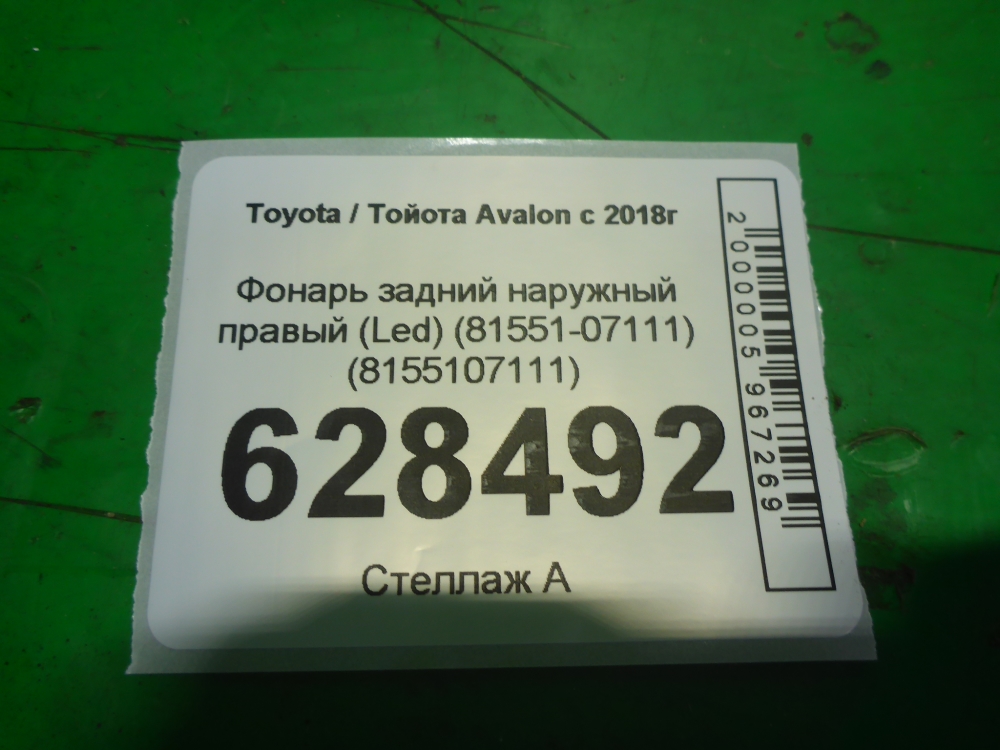 Toyota / Тойота Avalon с 2018г
Фонарь задний наружный
правый (Led) (81551-07111)
(8155107111)
628492
Стеллаж А
2000005967269